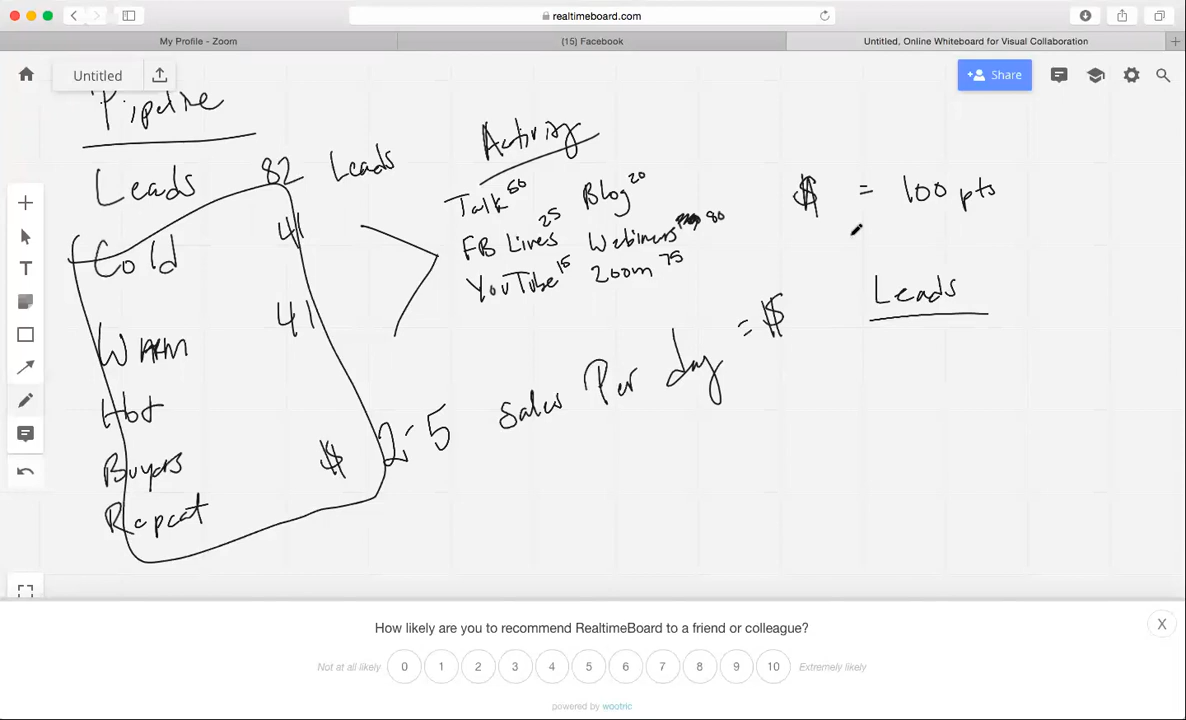 realtimeboard.com
My Profile - Zoom
(15) Facebook
Untitled, Online Whiteboard for Visual Collaboration
Untitled
Share
Pipeline
Leads 82 Leads
Cold 41
41
Warm
Hot
Buyers
Repeat
Activity
Talk 50 Blog 20
FB Lives 25 Webinars 80
YouTube 15 Zoom 75
$ 2.5 Sales Per day = $
$ = 100 pts
Leads
How likely are you to recommend RealtimeBoard to a friend or colleague?
Not at all likely 0 1 2 3 4 5 6 7 8 9 10 Extremely likely
powered by wootric
X